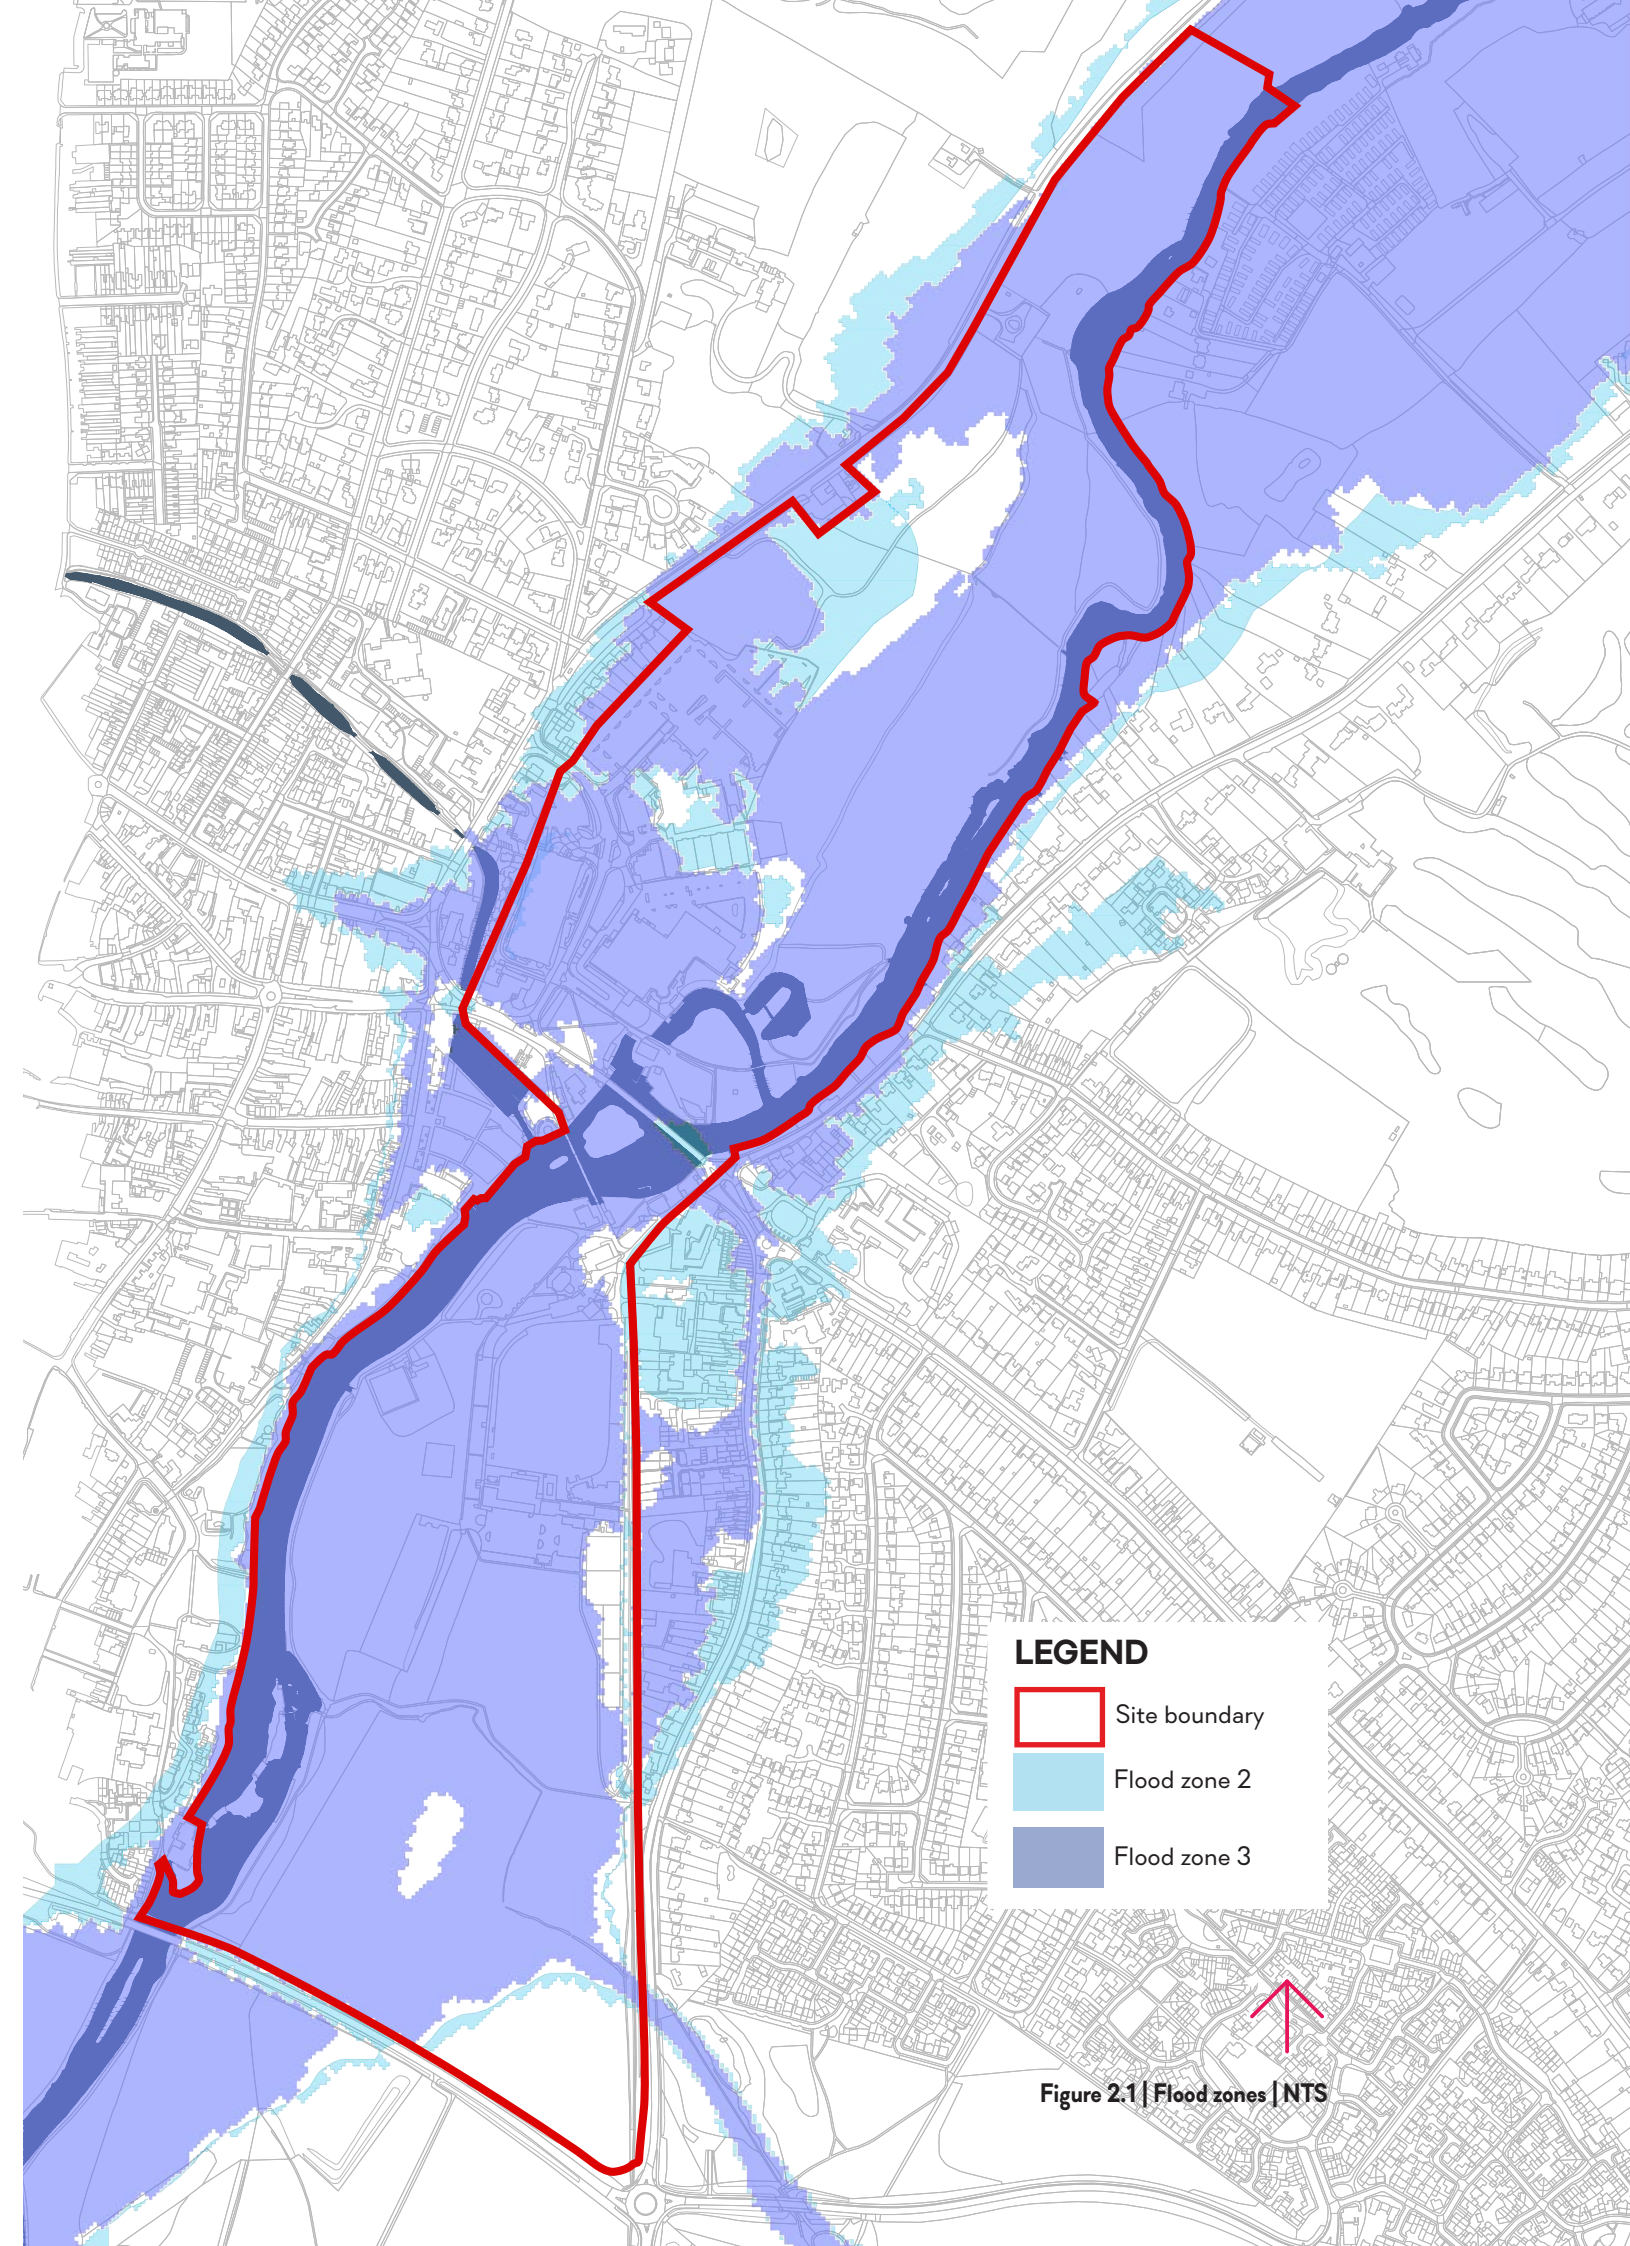 LEGEND
Site boundary
Flood zone 2
Flood zone 3
Figure 2.1 | Flood zones | NTS